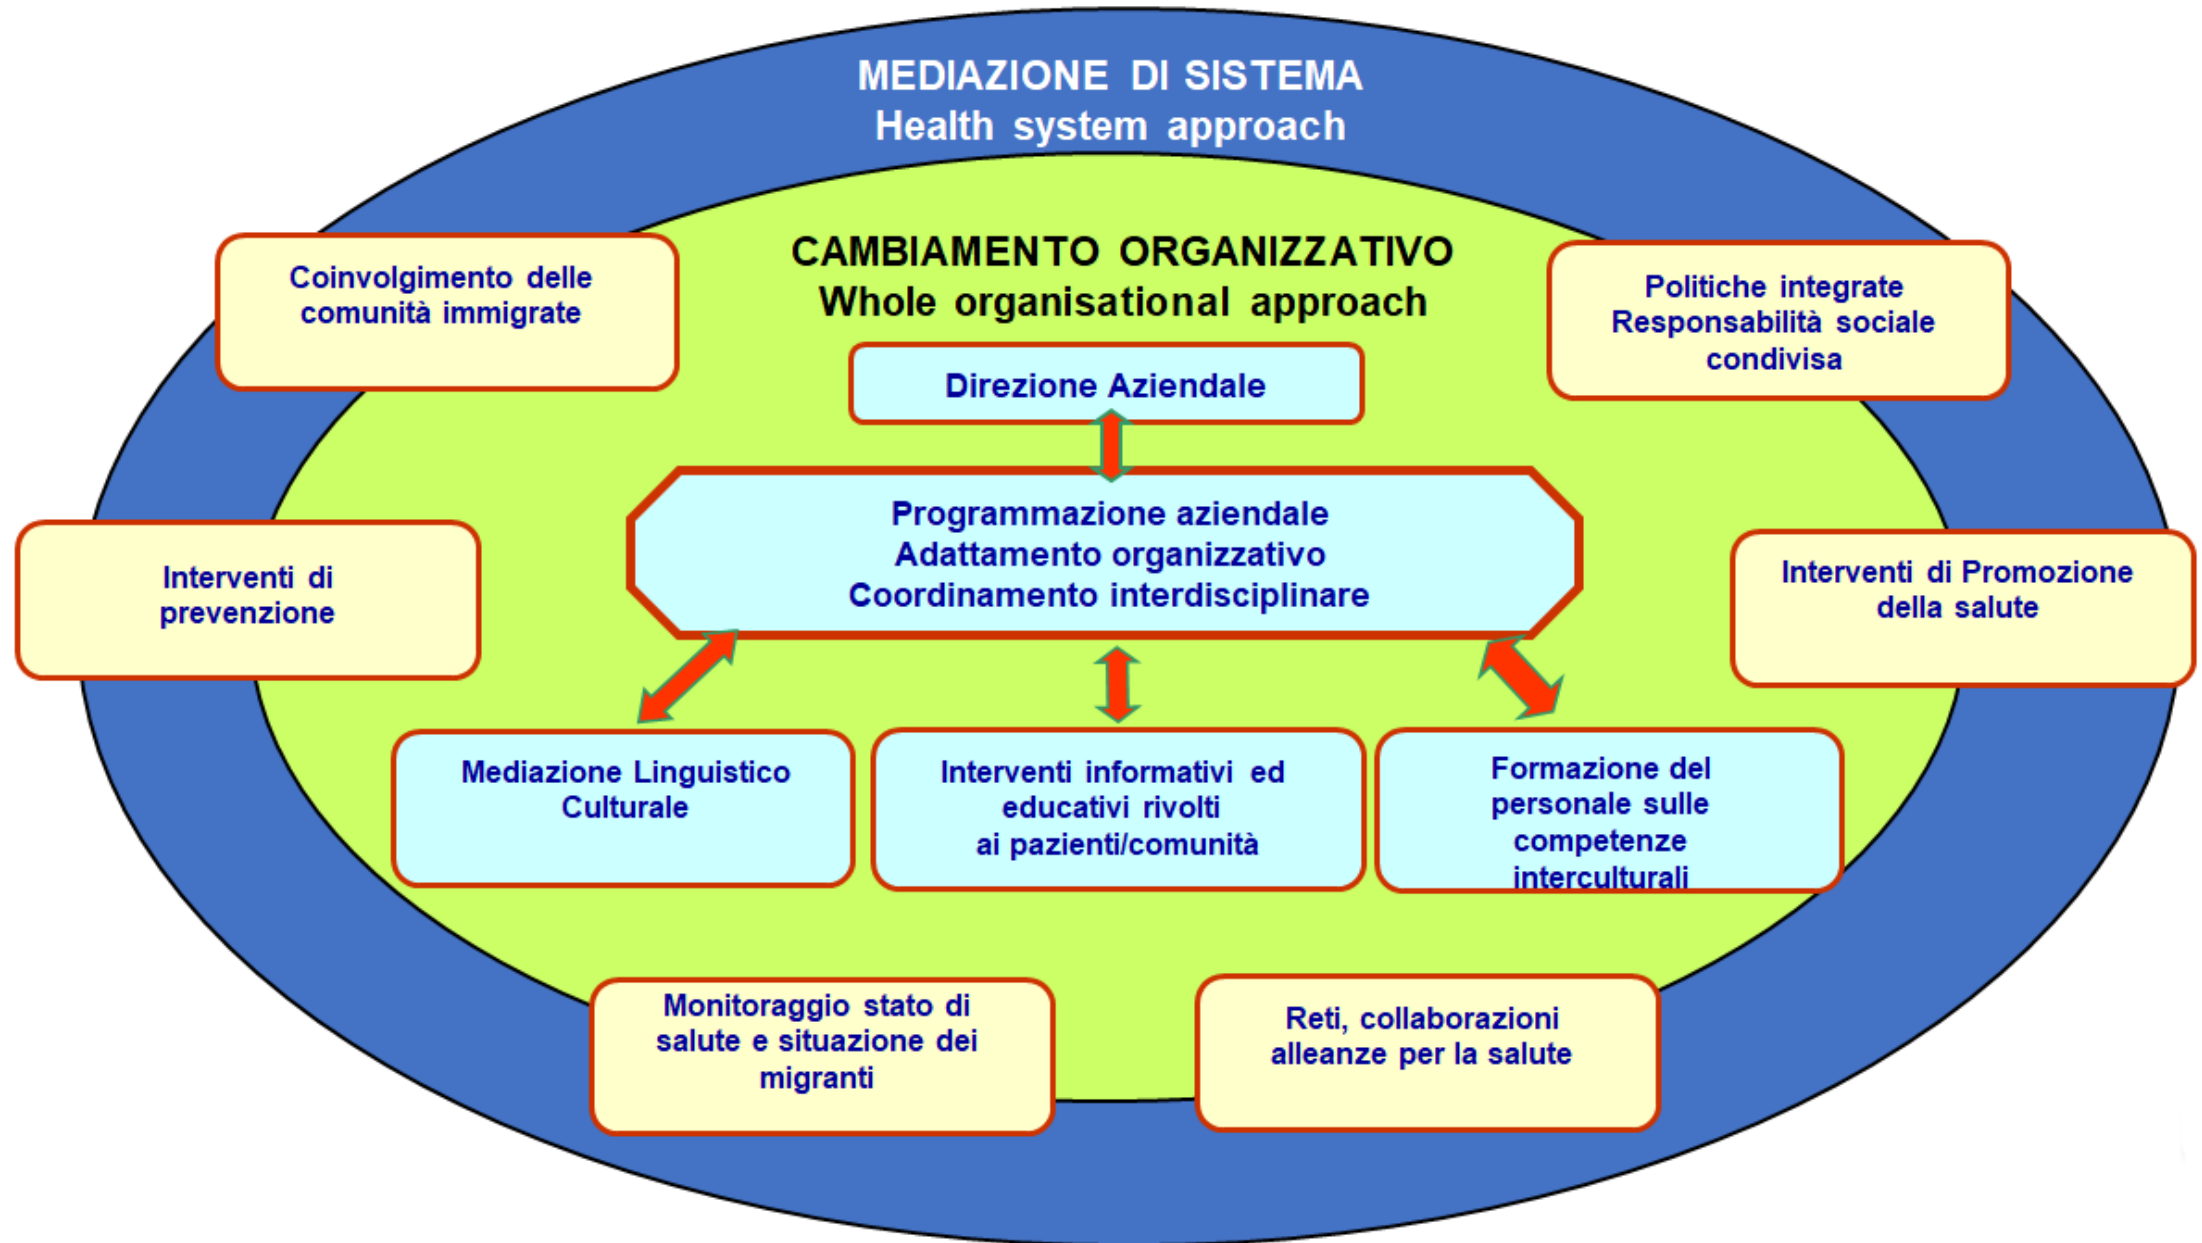 MEDIAZIONE DI SISTEMA
Health system approach
CAMBIAMENTO ORGANIZZATIVO
Whole organisational approach
Coinvolgimento delle
comunità immigrate
Politiche integrate
Responsabilità sociale
condivisa
Direzione Aziendale
Programmazione aziendale
Adattamento organizzativo
Coordinamento interdisciplinare
Interventi di
prevenzione
Interventi di Promozione
della salute
Mediazione Linguistico
Culturale
Interventi informativi ed
educativi rivolti
ai pazienti/comunità
Formazione del
personale sulle
competenze
interculturali
Monitoraggio stato di
salute e situazione dei
migranti
Reti, collaborazioni
alleanze per la salute